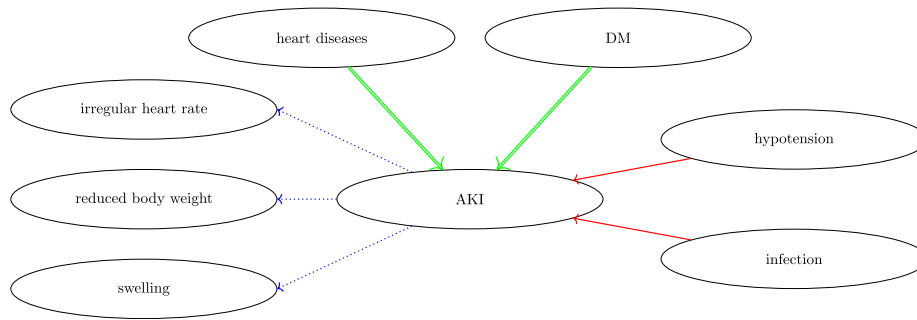 heart diseases
DM
irregular heart rate
hypotension
reduced body weight
AKI
infection
swelling